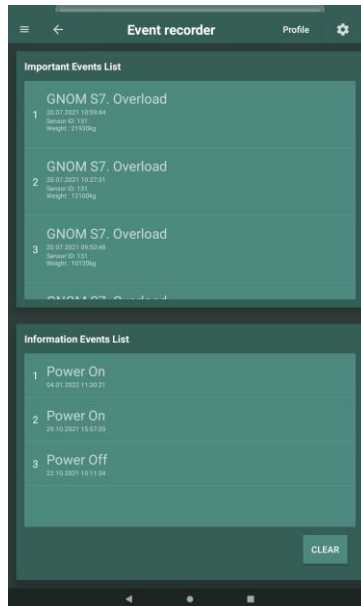 Event recorder
Profile
Important Events List
1
GNOM S7. Overload
20.07.2021 10:59:44
Sensor ID: 131
Weight : 21930kg
2
GNOM S7. Overload
20.07.2021 10:27:31
Sensor ID: 131
Weight : 12100kg
3
GNOM S7. Overload
20.07.2021 09:50:48
Sensor ID: 131
Weight : 10120kg
GNOM S7. Overload
Information Events List
1
Power On
04.01.2022 11:30:21
2
Power On
29.10.2021 15:57:35
3
Power Off
22.10.2021 15:11:34
CLEAR